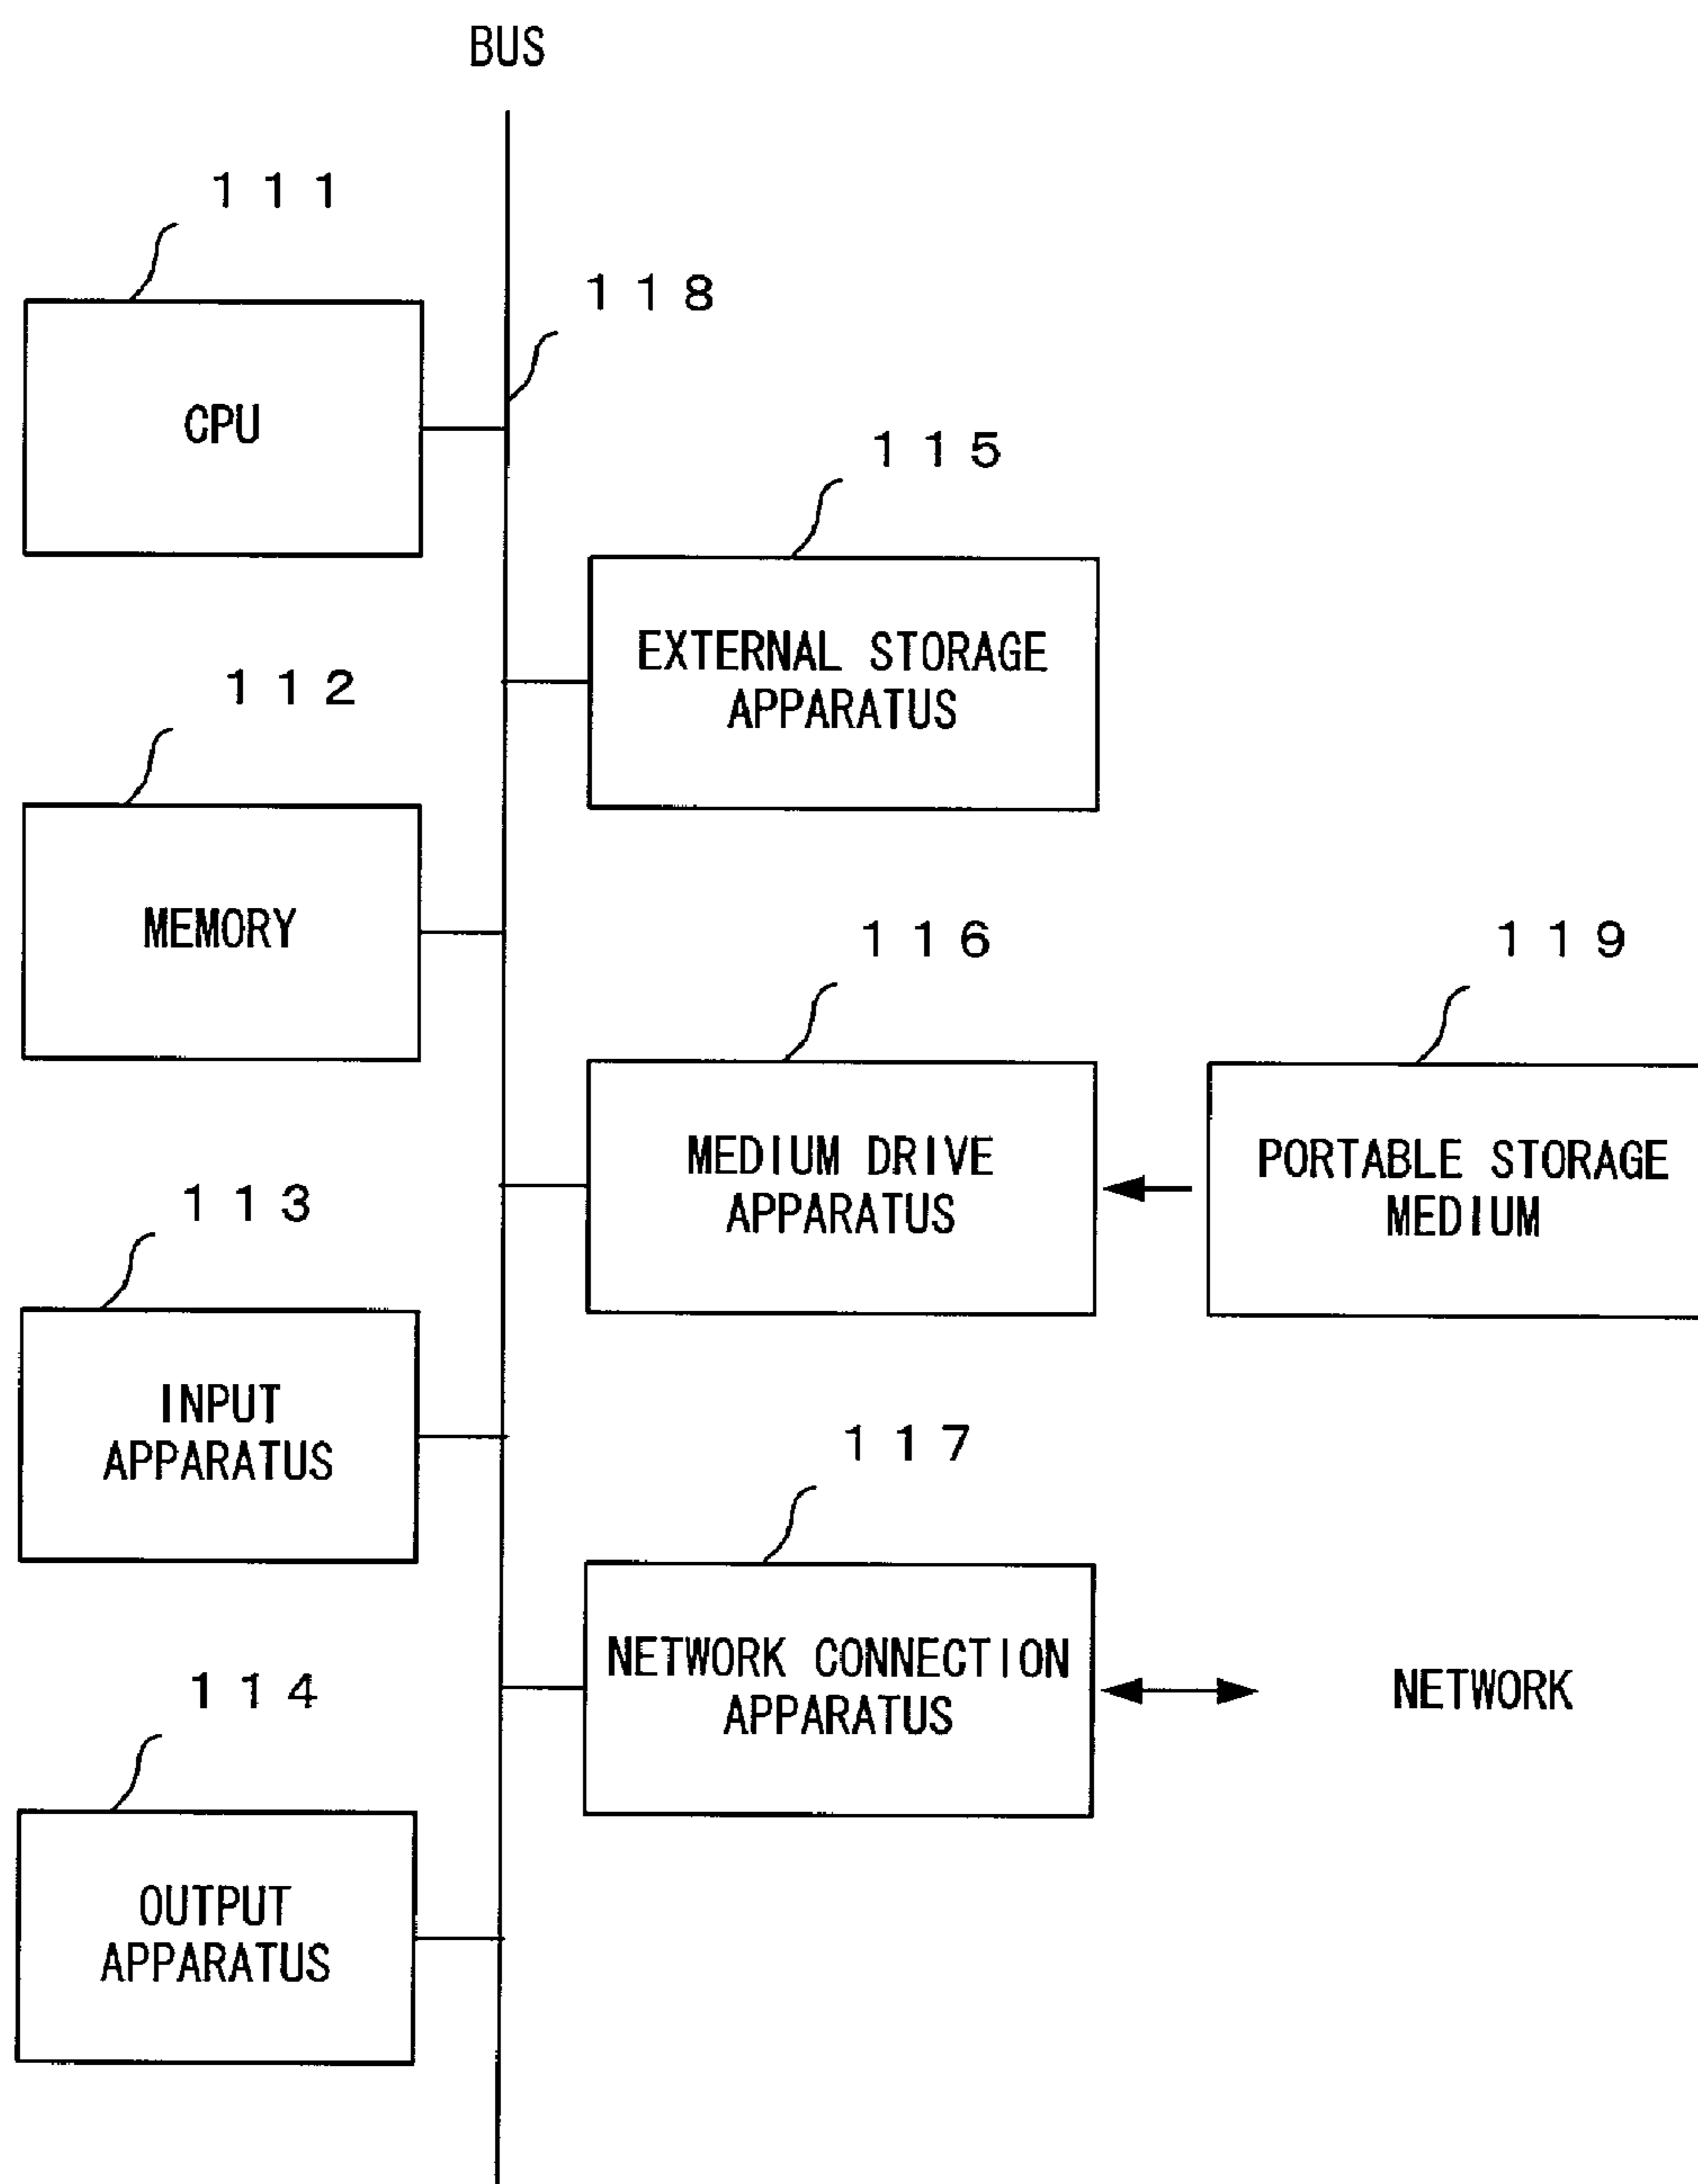 BUS
111
118
CPU
115
EXTERNAL STORAGE
APPARATUS
112
MEMORY
116
119
MEDIUM DRIVE
APPARATUS
PORTABLE STORAGE
MEDIUM
113
INPUT
APPARATUS
117
NETWORK CONNECTION
APPARATUS
NETWORK
114
OUTPUT
APPARATUS